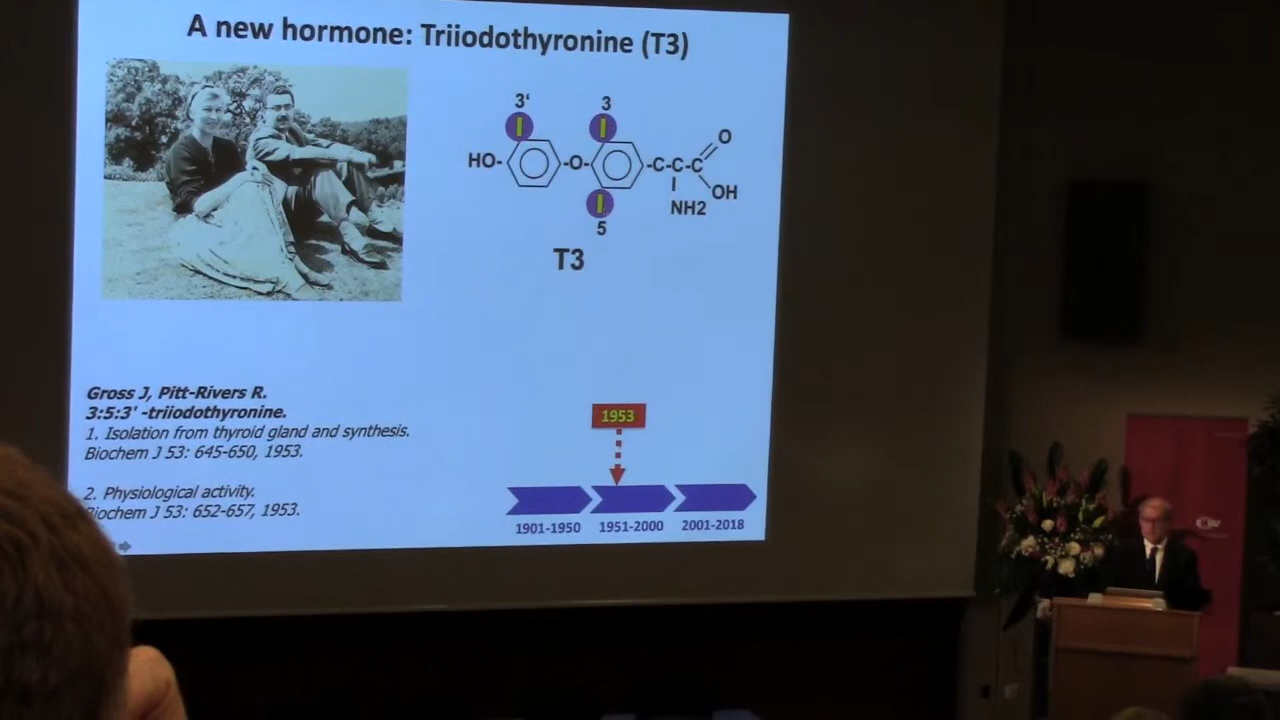 A new hormone: Triiodothyronine (T3)
3'
3
I
I
HO-
-O-
-C-C-C
O
OH
NH2
I
5
T3
Gross J, Pitt-Rivers R.
3:5:3' -triiodothyronine.
1. Isolation from thyroid gland and synthesis.
Biochem J 53: 645-650, 1953.
2. Physiological activity.
Biochem J 53: 652-657, 1953.
1953
1901-1950
1951-2000
2001-2018